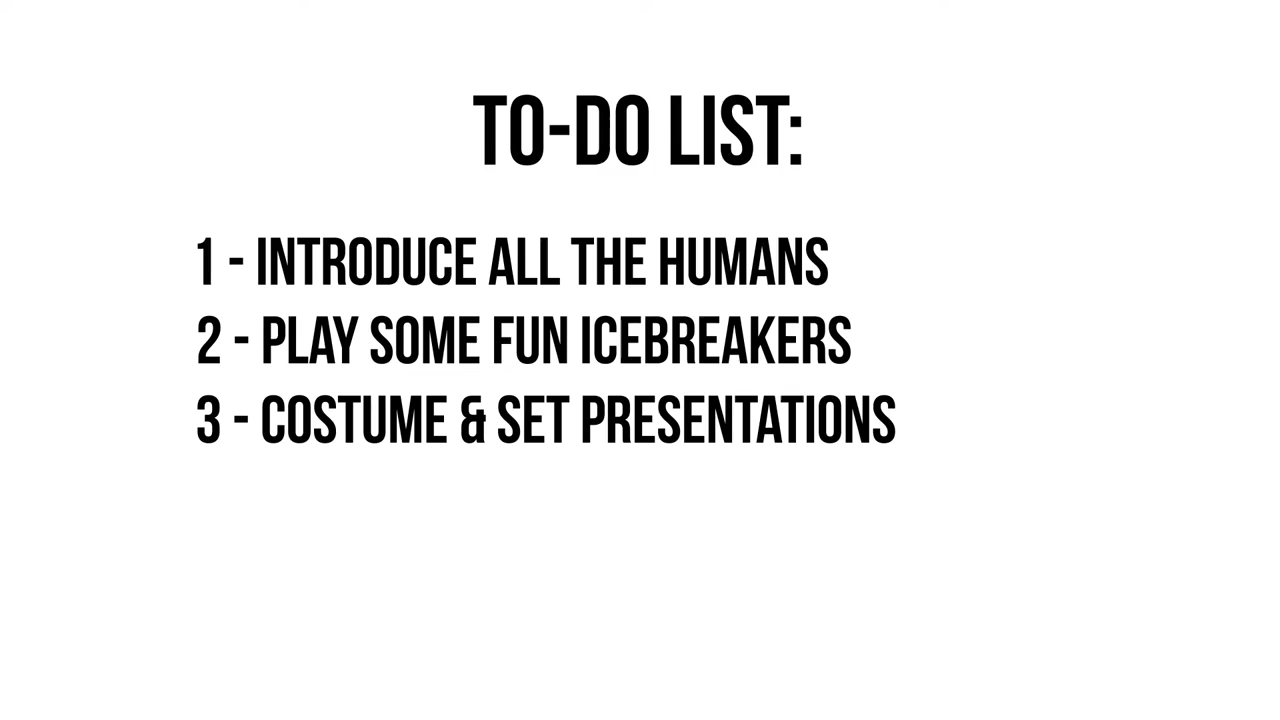 TO-DO LIST:
1 - INTRODUCE ALL THE HUMANS
2 - PLAY SOME FUN ICEBREAKERS
3 - COSTUME & SET PRESENTATIONS